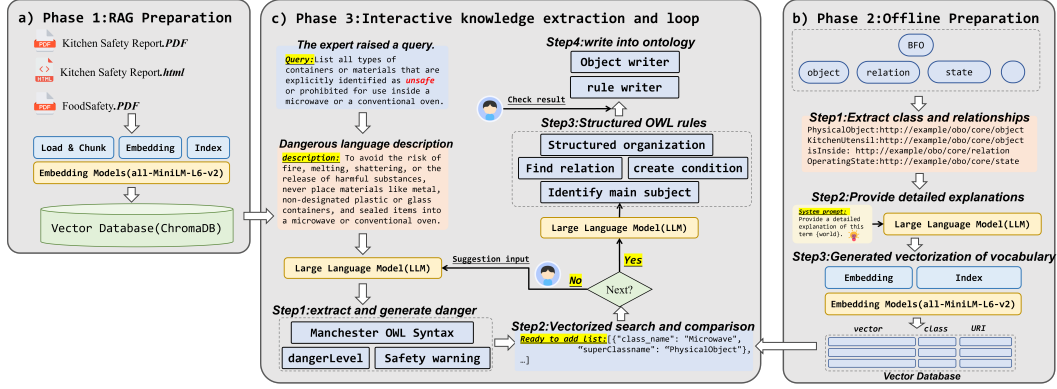 a) Phase 1:RAG Preparation
PDF
Kitchen Safety Report.PDF
HTML
Kitchen Safety Report.html
PDF
FoodSafety.PDF
Load & Chunk
Embedding
Index
Embedding Models(all-MiniLM-L6-v2)
Vector Database(ChromaDB)
c) Phase 3:Interactive knowledge extraction and loop
The expert raised a query.
Query:List all types of
containers or materials that are
explicitly identified as unsafe
or prohibited for use inside a
microwave or a conventional oven.
Dangerous language description
description: To avoid the risk of
fire, melting, shattering, or the
release of harmful substances,
never place materials like metal,
non-designated plastic or glass
containers, and sealed items into
a microwave or conventional oven.
Large Language Model(LLM)
Step1:extract and generate danger
Manchester OWL Syntax
dangerLevel
Safety warning
Step2:Vectorized search and comparison
Ready to add List:[{"class_name": "Microwave",
"superClassname": "PhysicalObject"},
…]
Next?
No
Yes
Suggestion input
Large Language Model(LLM)
Step3:Structured OWL rules
Structured organization
Find relation
create condition
Identify main subject
Check result
Step4:write into ontology
Object writer
rule writer
b) Phase 2:Offline Preparation
BFO
object
relation
state
Step1:Extract class and relationships
PhysicalObject:http://example/obo/core/object
KitchenUtensil:http://example/obo/core/object
isInside: http://example/obo/core/relation
OperatingState:http://example/obo/core/state
Step2:Provide detailed explanations
System prompt:
Provide a detailed
explanation of this
term {world}.
Large Language Model(LLM)
Step3:Generated vectorization of vocabulary
Embedding
Index
Embedding Models(all-MiniLM-L6-v2)
vector
class
URI
Vector Database